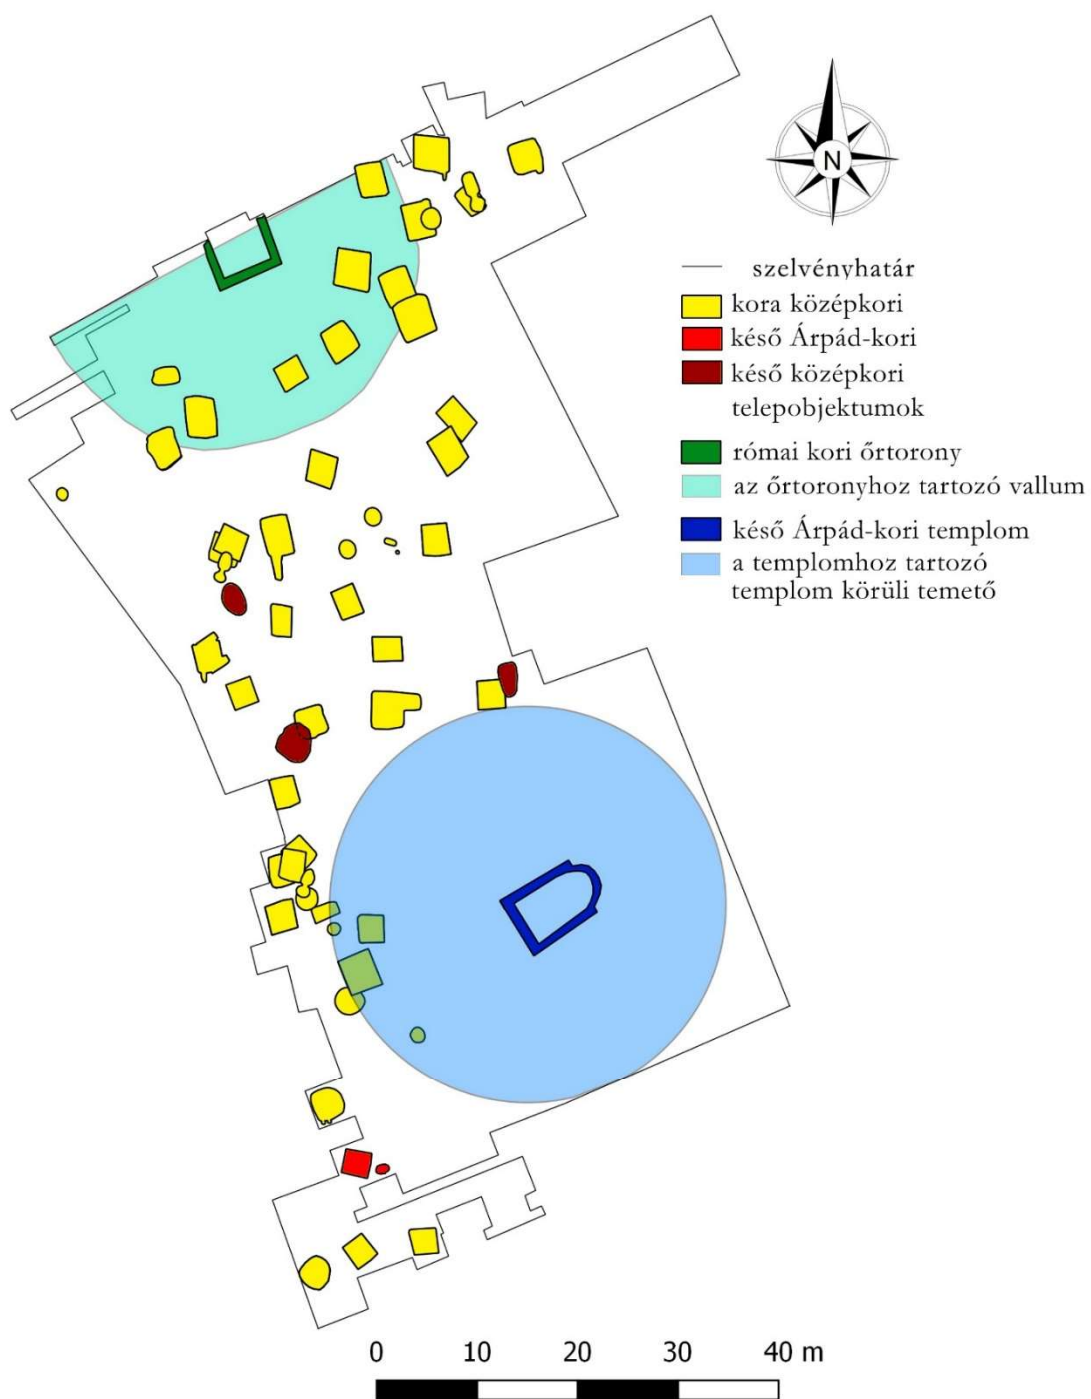 N
szelvényhatár
kora középkori
késő Árpád-kori
késő középkori
telepobjektumok
római kori őrtorony
az őrtoronyhoz tartozó vallum
késő Árpád-kori templom
a templomhoz tartozó
templom körüli temető
0 10 20 30 40 m